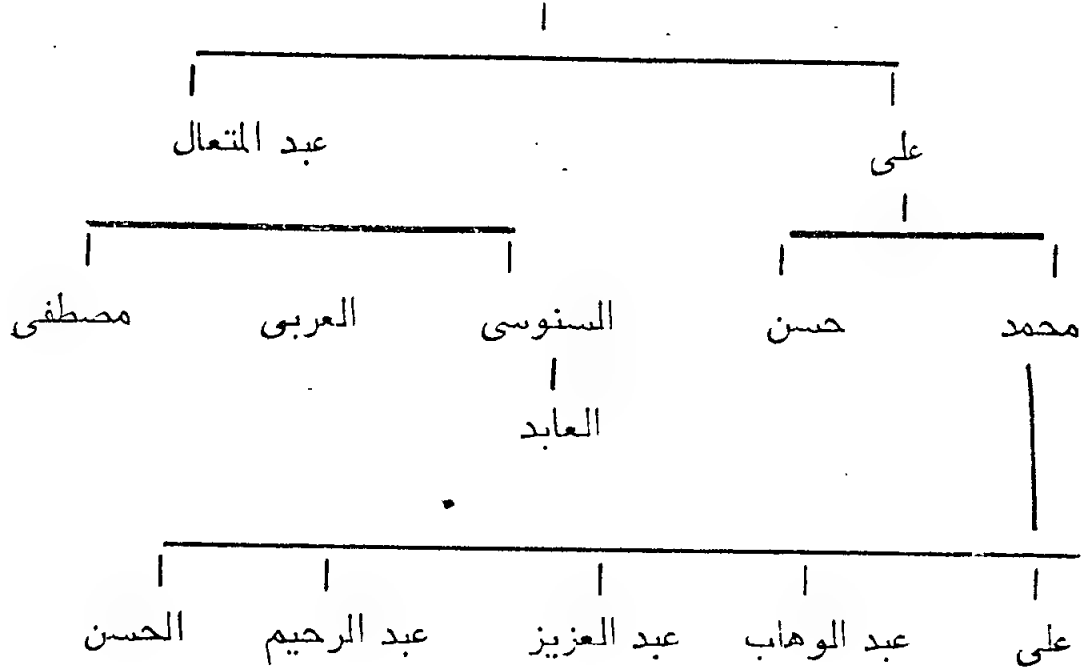 على عبد المتعال
محمد حسن السنوسى العربى مصطفى
العابد
على عبد الوهاب عبد العزيز عبد الرحيم الحسن